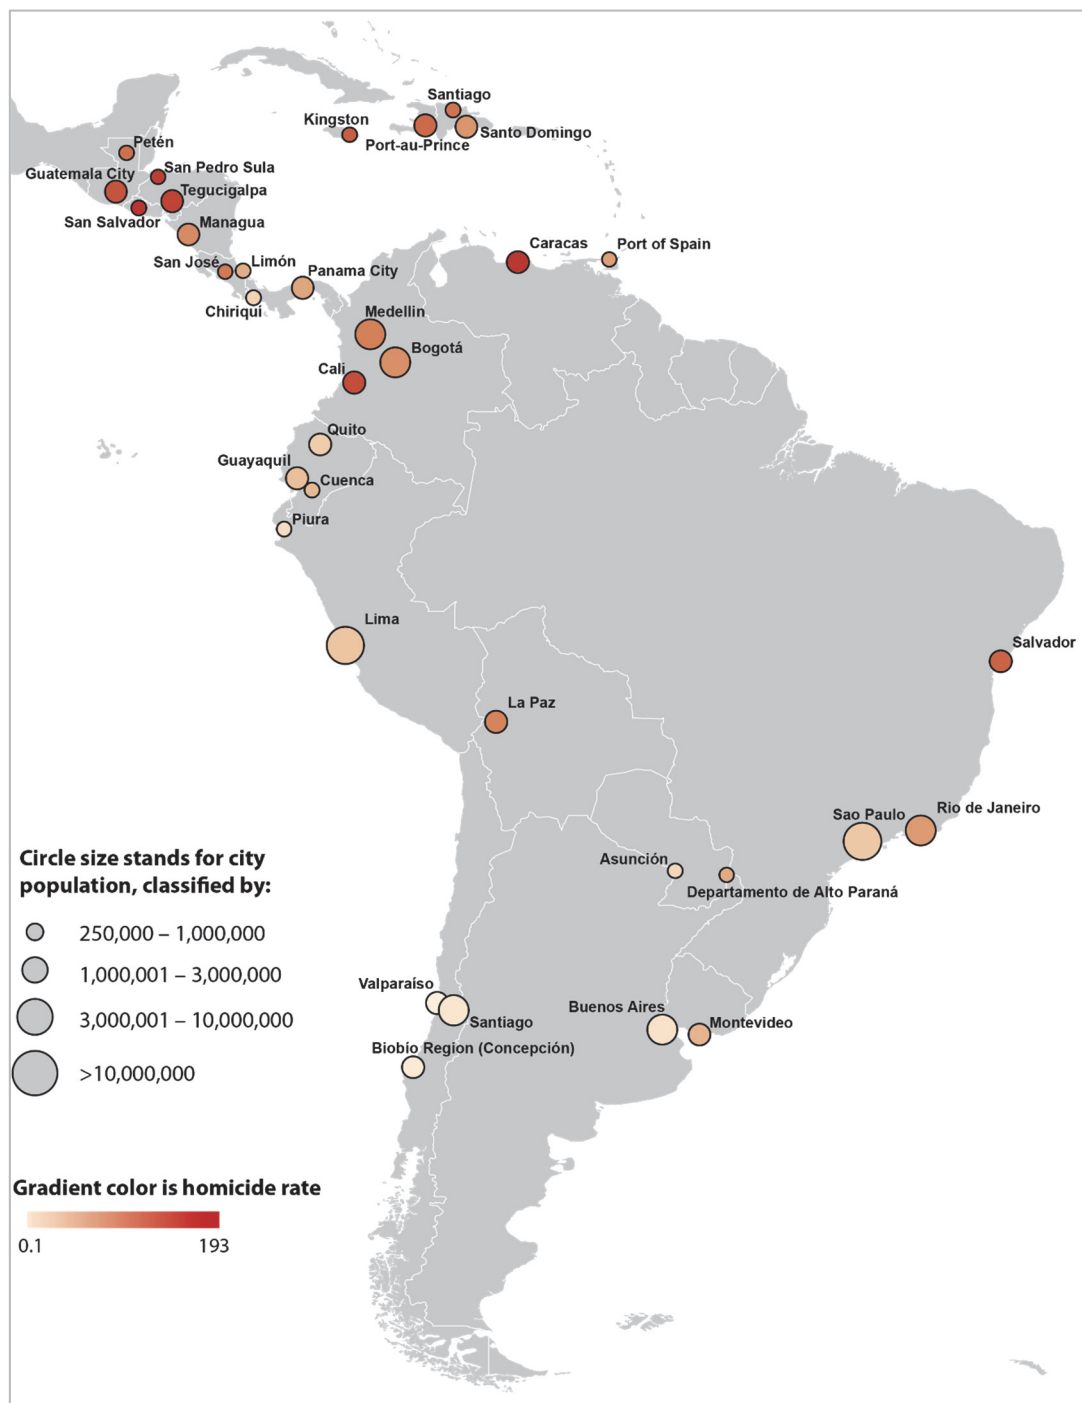 Santiago
Kingston
Santo Domingo
Port-au-Prince
Petén
San Pedro Sula
Guatemala City
Tegucigalpa
San Salvador
Managua
Caracas
Port of Spain
San José
Limón
Panama City
Chiriquí
Medellin
Bogotá
Cali
Quito
Guayaquil
Cuenca
Piura
Lima
Salvador
La Paz
Sao Paulo
Rio de Janeiro
Asunción
Departamento de Alto Paraná
Valparaíso
Santiago
Buenos Aires
Montevideo
Biobío Region (Concepción)
Circle size stands for city
population, classified by:
250,000 – 1,000,000
1,000,001 – 3,000,000
3,000,001 – 10,000,000
>10,000,000
Gradient color is homicide rate
0.1 193